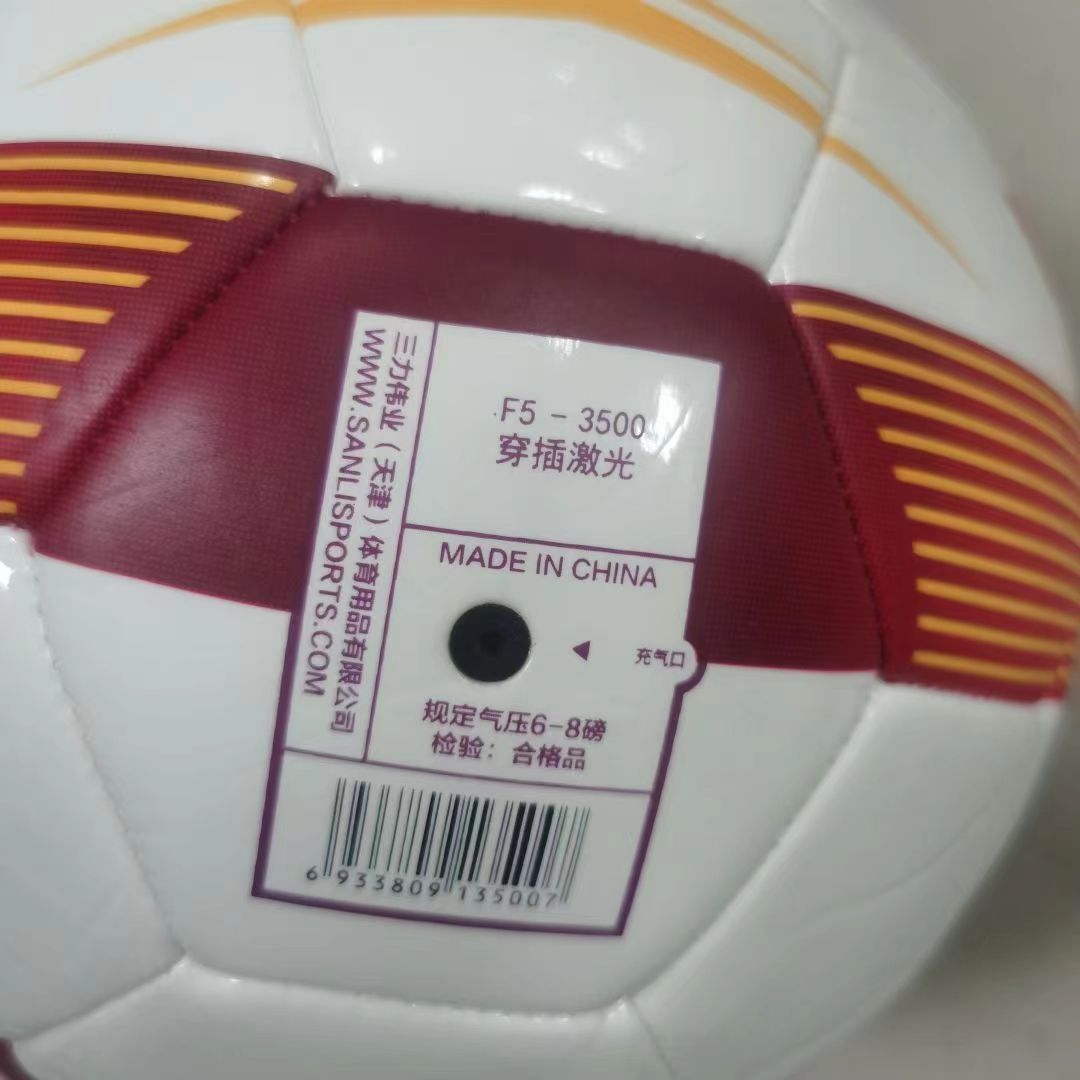 F5-3500
穿插激光
三力伟业（天津）体育用品有限公司
WWW.SANLISPORTS.COM
MADE IN CHINA
充气口
规定气压6-8磅
检验：合格品
6 933809 135007